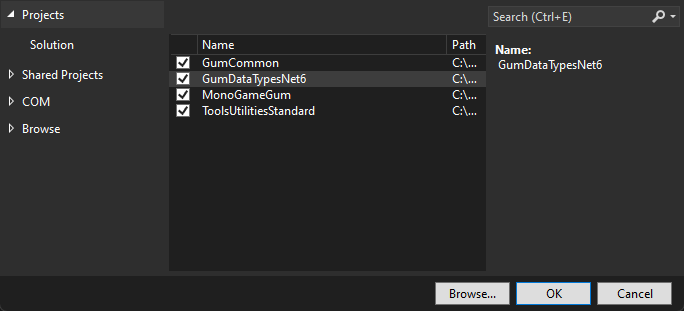 Projects
Solution
Shared Projects
COM
Browse
Name Path
GumCommon C:\...
GumDataTypesNet6 C:\...
MonoGameGum C:\...
ToolsUtilitiesStandard C:\...
Search (Ctrl+E)
Name:
GumDataTypesNet6
Browse... OK Cancel